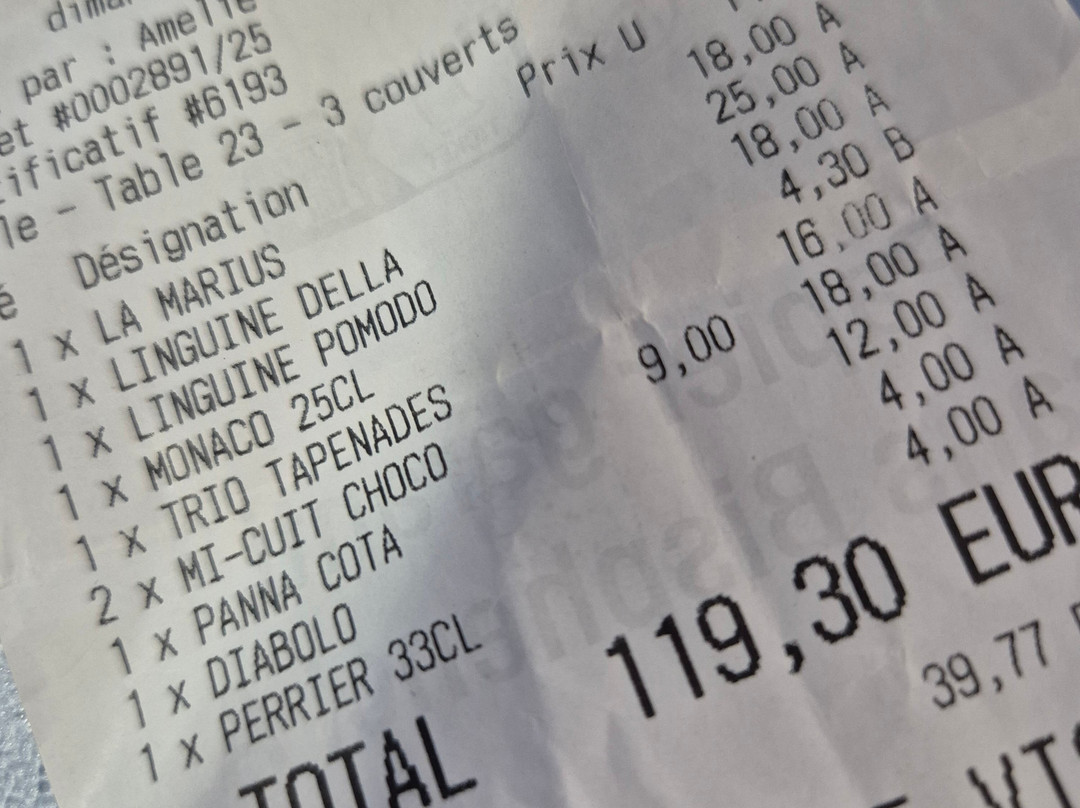 par : Amelie
et #0002891/25
ificatif #6193
le - Table 23 - 3 couverts
é Désignation Prix U
1 x LA MARIUS 18,00 A
1 x LINGUINE DELLA 25,00 A
1 x LINGUINE POMODO 18,00 A
1 x MONACO 25CL 4,30 B
1 x TRIO TAPENADES 16,00 A
2 x MI-CUIT CHOCO 9,00 18,00 A
1 x PANNA COTA 12,00 A
1 x DIABOLO 4,00 A
1 x PERRIER 33CL 4,00 A
TOTAL 119,30 EUR
39,77